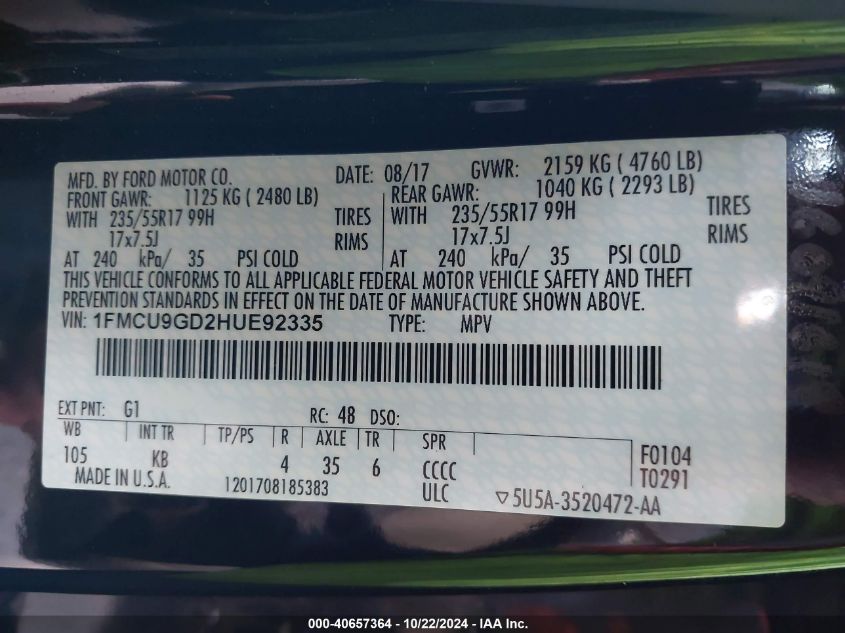 MFD. BY FORD MOTOR CO. DATE: 08/17 GVWR: 2159 KG ( 4760 LB)
FRONT GAWR: 1125 KG ( 2480 LB) REAR GAWR: 1040 KG ( 2293 LB)
WITH 235/55R17 99H TIRES WITH 235/55R17 99H TIRES
17x7.5J RIMS 17x7.5J RIMS
AT 240 kPa/ 35 PSI COLD AT 240 kPa/ 35 PSI COLD
THIS VEHICLE CONFORMS TO ALL APPLICABLE FEDERAL MOTOR VEHICLE SAFETY AND THEFT
PREVENTION STANDARDS IN EFFECT ON THE DATE OF MANUFACTURE SHOWN ABOVE.
VIN: 1FMCU9GD2HUE92335 TYPE: MPV
EXT PNT: G1 RC: 48 DSO:
WB INT TR TP/PS R AXLE TR SPR F0104
105 KB 4 35 6 CCCC T0291
MADE IN U.S.A. 1201708185383 ULC ▽5U5A-3520472-AA
000-40657364 - 10/22/2024 - IAA Inc.